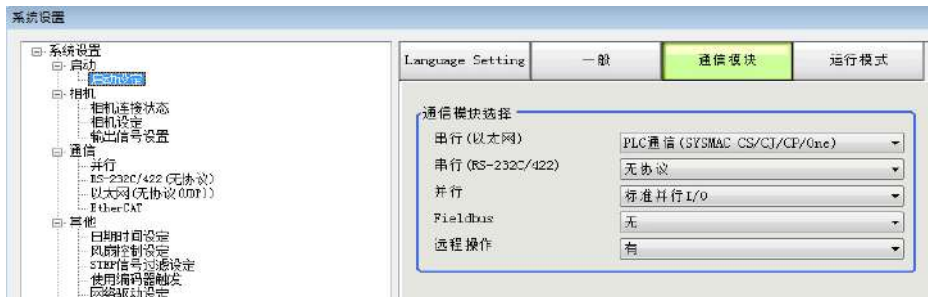 系统设置
系统设置
启动
启动设定
相机
相机连接状态
相机设定
输出信号设置
通信
并行
RS-232C/422(无协议)
以太网(无协议(UDP))
EtherCAT
其他
日期时间设定
风扇控制设定
STEP信号过滤设定
使用编码器触发
网络驱动设定
Language Setting
一般
通信模块
运行模式
通信模块选择
串行(以太网)
PLC通信(SYSMAC CS/CJ/CP/One)
串行(RS-232C/422)
无协议
并行
标准并行I/O
Fieldbus
无
远程操作
有